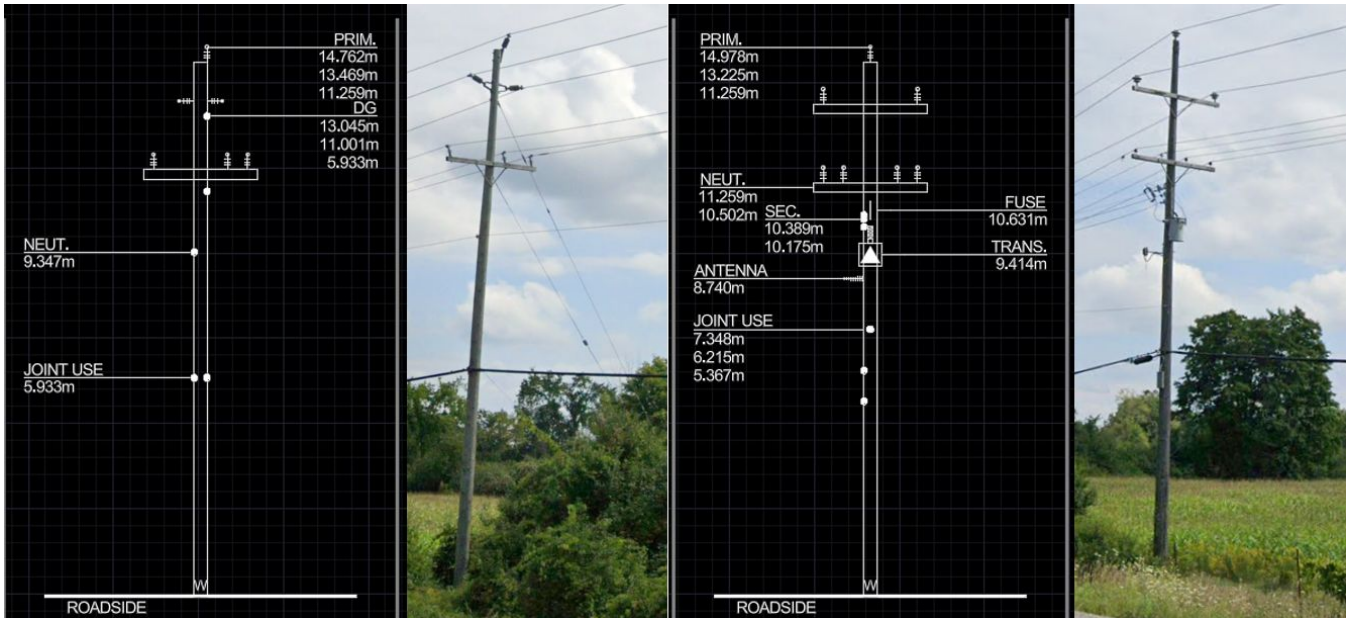 PRIM.
14.762m
13.469m
11.259m
DG
13.045m
11.001m
5.933m
NEUT.
9.347m
JOINT USE
5.933m
W
ROADSIDE
PRIM.
14.978m
13.225m
11.259m
NEUT.
11.259m
10.502m
SEC.
10.389m
10.175m
FUSE
10.631m
TRANS.
9.414m
ANTENNA
8.740m
JOINT USE
7.348m
6.215m
5.367m
W
ROADSIDE